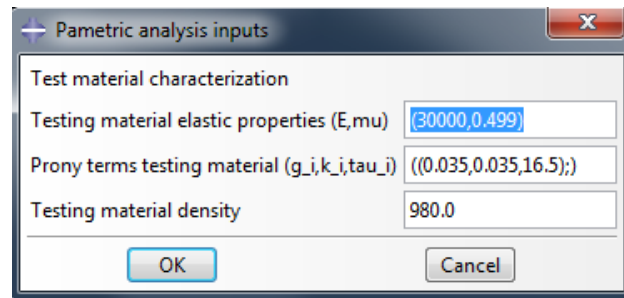 Pametric analysis inputs
Test material characterization
Testing material elastic properties (E,mu) (30000,0.499)
Prony terms testing material (g_i,k_i,tau_i) ((0.035,0.035,16.5);)
Testing material density 980.0
OK Cancel